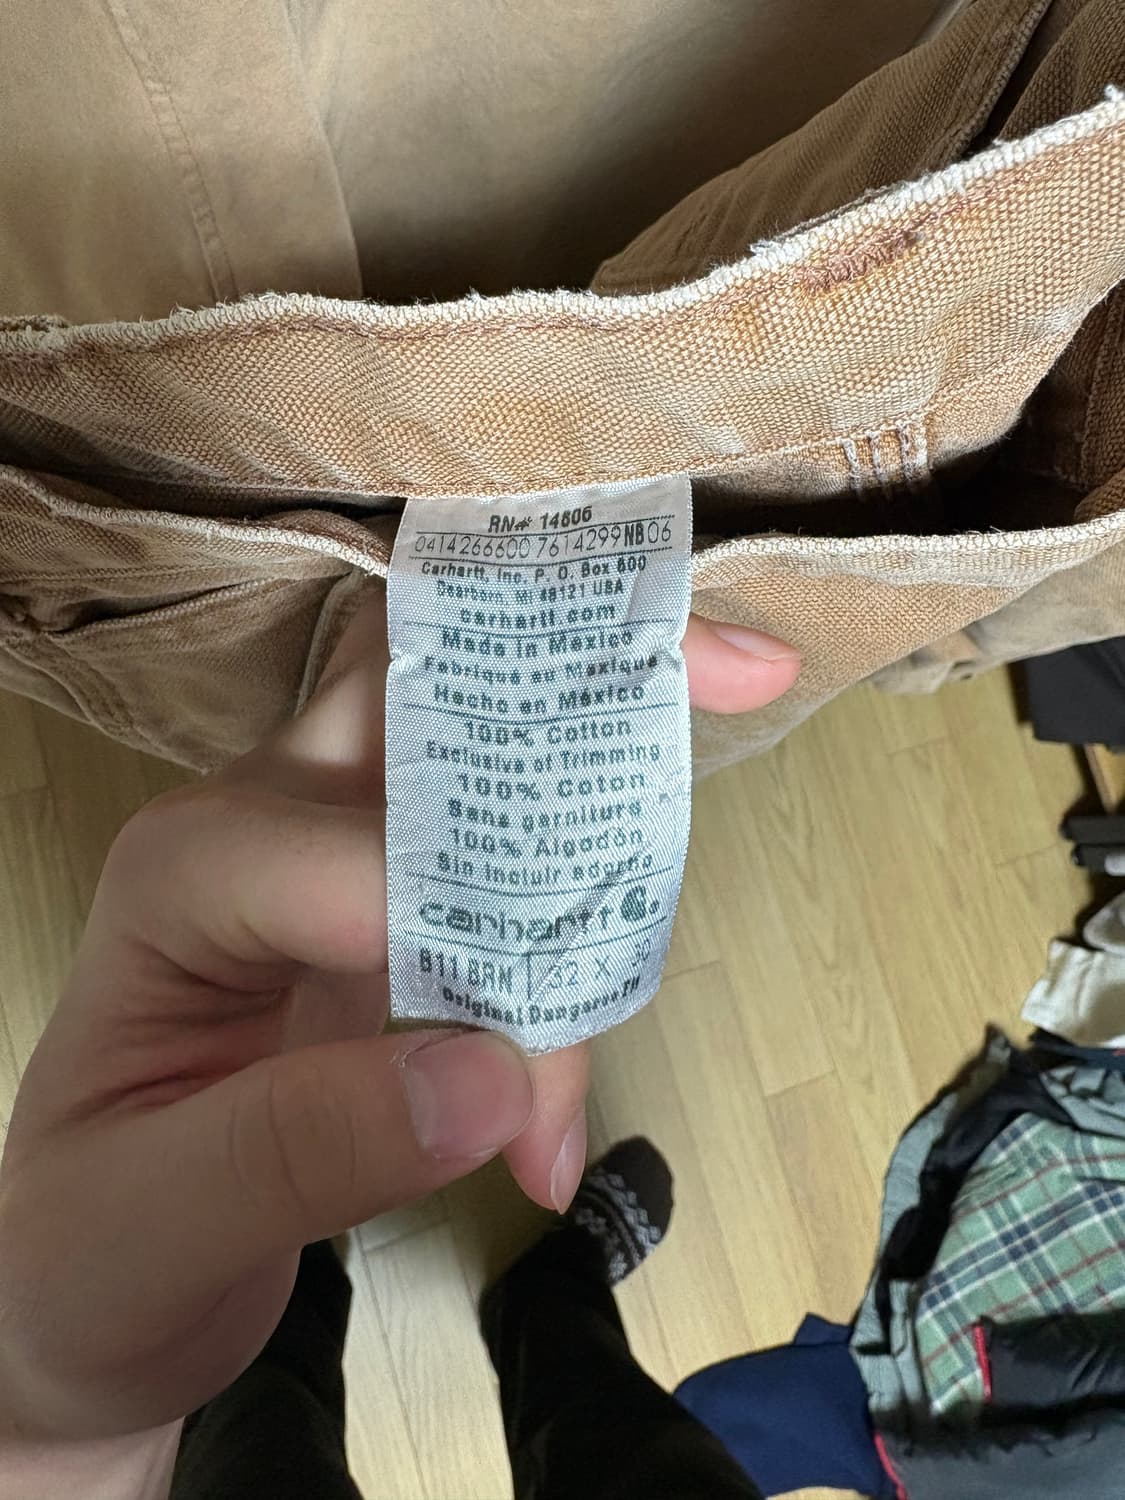 RN# 14806
0414266600 7614299 NB 06
Carhartt, Inc. P. O. Box 600
Dearborn, MI 48121 USA
carhartt.com
Made in Mexico
Fabriqué au Mexique
Hecho en México
100% Cotton
Exclusive of Trimming
100% Coton
Sans garniture
100% Algodón
Sin incluir adorno
carhartt
B11 BRN 32 X 30
Original Dungaree Fit